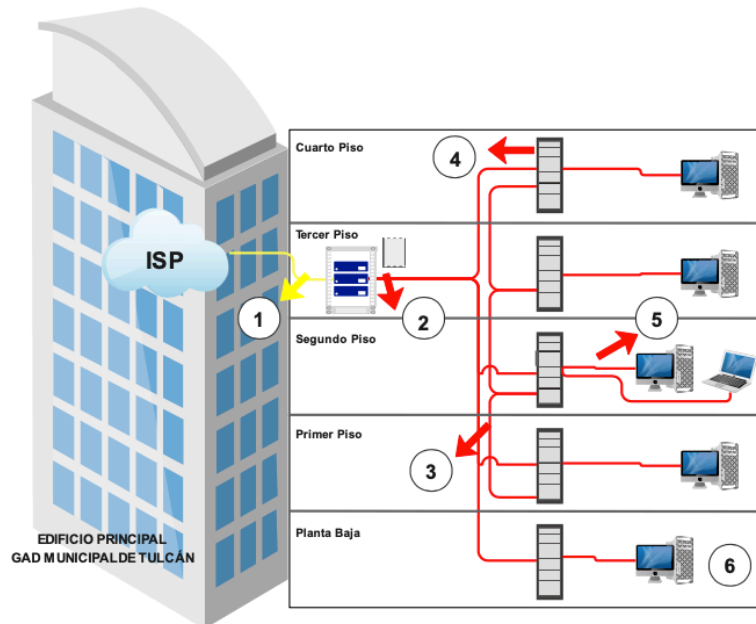 Cuarto Piso
4
Tercer Piso
ISP
1
2
5
Segundo Piso
Primer Piso
3
EDIFICIO PRINCIPAL
GAD MUNICIPAL DE TULCÁN
Planta Baja
6